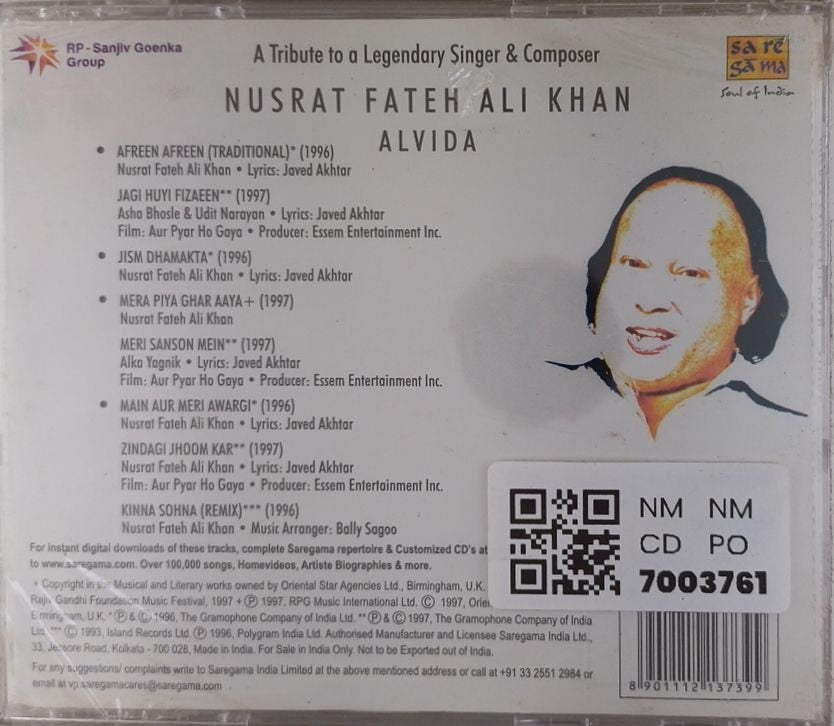 RP - Sanjiv Goenka
Group
A Tribute to a Legendary Singer & Composer
sa rē
gă ma
Soul of India
NUSRAT FATEH ALI KHAN
ALVIDA
• AFREEN AFREEN (TRADITIONAL)* (1996)
Nusrat Fateh Ali Khan • Lyrics: Javed Akhtar
JAGI HUYI FIZAEEN** (1997)
Asha Bhosle & Udit Narayan • Lyrics: Javed Akhtar
Film: Aur Pyar Ho Gaya • Producer: Essem Entertainment Inc.
• JISM DHAMAKTA* (1996)
Nusrat Fateh Ali Khan • Lyrics: Javed Akhtar
• MERA PIYA GHAR AAYA+ (1997)
Nusrat Fateh Ali Khan
MERI SANSON MEIN** (1997)
Alka Yagnik • Lyrics: Javed Akhtar
Film: Aur Pyar Ho Gaya • Producer: Essem Entertainment Inc.
• MAIN AUR MERI AWARGI* (1996)
Nusrat Fateh Ali Khan • Lyrics: Javed Akhtar
ZINDAGI JHOOM KAR** (1997)
Nusrat Fateh Ali Khan • Lyrics: Javed Akhtar
Film: Aur Pyar Ho Gaya • Producer: Essem Entertainment Inc.
KINNA SOHNA (REMIX)*** (1996)
Nusrat Fateh Ali Khan • Music Arranger: Bally Sagoo
NM NM
CD PO
7003761
For instant digital downloads of these tracks, complete Saregama repertoire & Customized CD's at
to www.saregama.com. Over 100,000 songs, Homevideos, Artiste Biographies & more.
+ Copyright in the Musical and Literary works owned by Oriental Star Agencies Ltd., Birmingham, U.K.
Rajiv Gandhi Foundation Music Festival, 1997 + Ⓟ 1997, RPG Music International Ltd. Ⓒ 1997, Orien
Birmingham, U.K. * Ⓟ & Ⓒ 1996, The Gramophone Company of India Ltd. ** Ⓟ & Ⓒ 1997, The Gramophone Company of India
Ltd. *** Ⓒ 1993, Island Records Ltd. Ⓟ 1996, Polygram India Ltd. Authorised Manufacturer and Licensee Saregama India Ltd.,
33, Jessore Road, Kolkata - 700 028, Made in India. For Sale in India Only. Not to be Exported out of India.
For any suggestions/ complaints write to Saregama India Limited at the above mentioned address or call at +91 33 2551 2984 or
email at vp.saregamacares@saregama.com
8 901112 137399